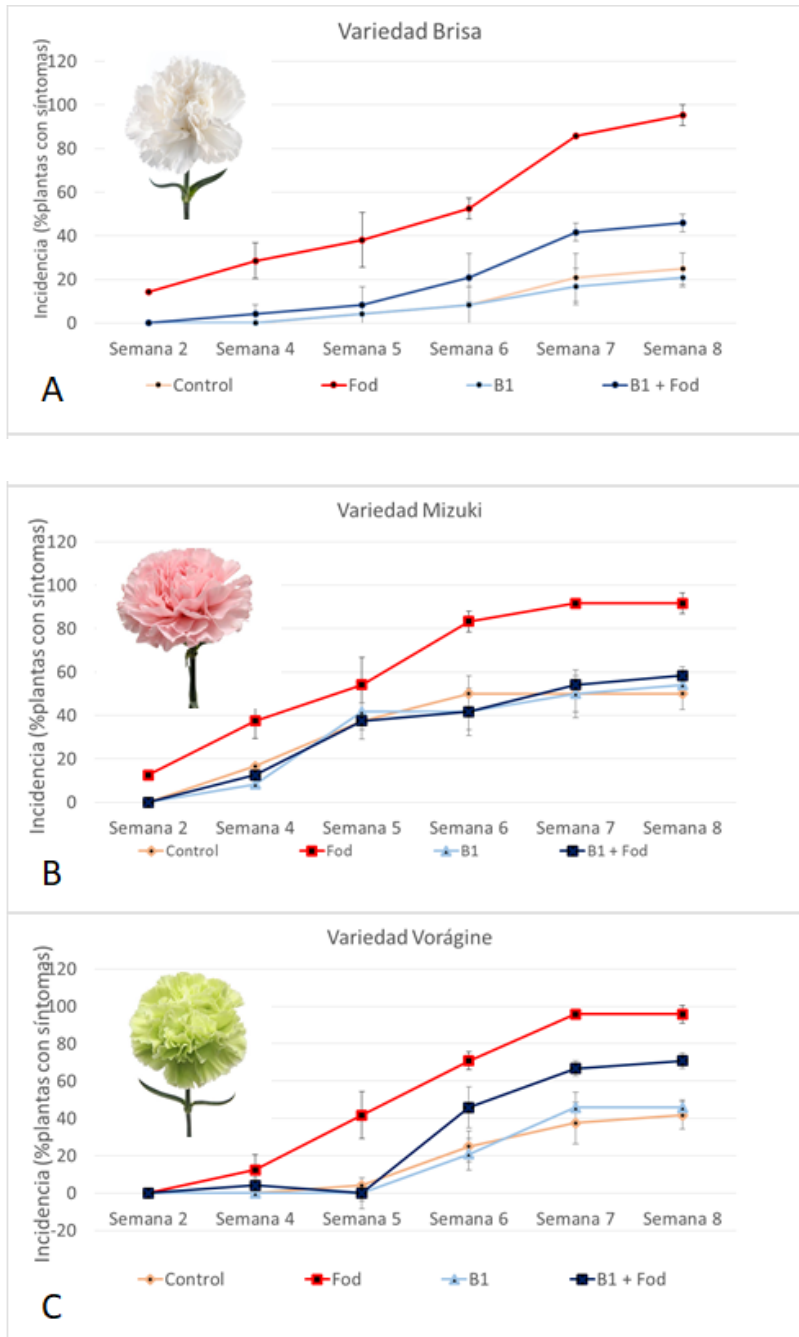 Variedad Brisa
Incidencia (%plantas con síntomas)
120
100
80
60
40
20
0
Semana 2 Semana 4 Semana 5 Semana 6 Semana 7 Semana 8
Control Fod B1 B1 + Fod
A
Variedad Mizuki
Incidencia (%plantas con síntomas)
120
100
80
60
40
20
0
Semana 2 Semana 4 Semana 5 Semana 6 Semana 7 Semana 8
Control Fod B1 B1 + Fod
B
Variedad Vorágine
Incidencia (%plantas con síntomas)
120
100
80
60
40
20
0
-20
Semana 2 Semana 4 Semana 5 Semana 6 Semana 7 Semana 8
Control Fod B1 B1 + Fod
C